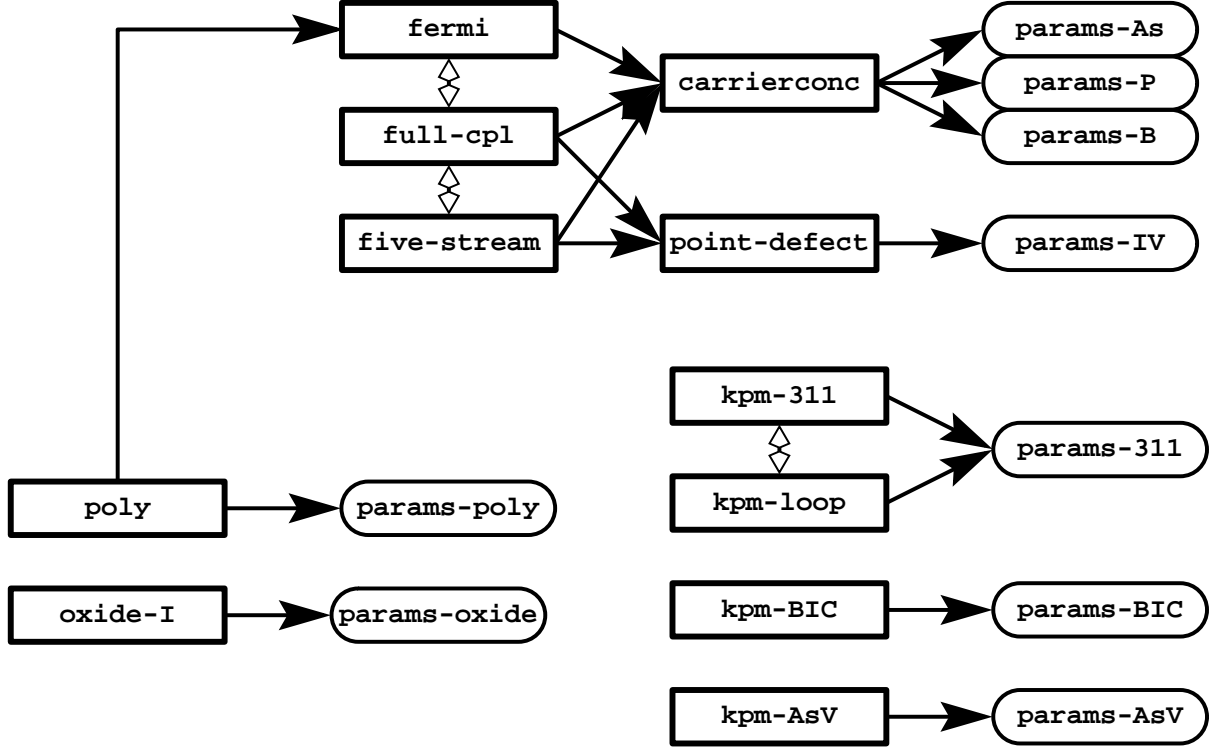 fermi
params-As
carrierconc
params-P
full-cpl
params-B
five-stream
point-defect
params-IV
kpm-311
params-311
poly
params-poly
kpm-loop
oxide-I
params-oxide
kpm-BIC
params-BIC
kpm-AsV
params-AsV